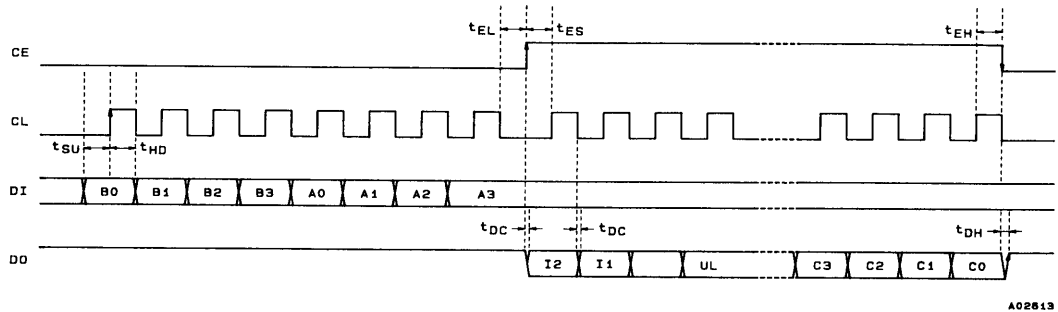 tEL tES tEH
CE
CL
tSU tHD
DI B0 B1 B2 B3 A0 A1 A2 A3
tDC tDC tDH
DO I2 I1 UL C3 C2 C1 C0
A02613